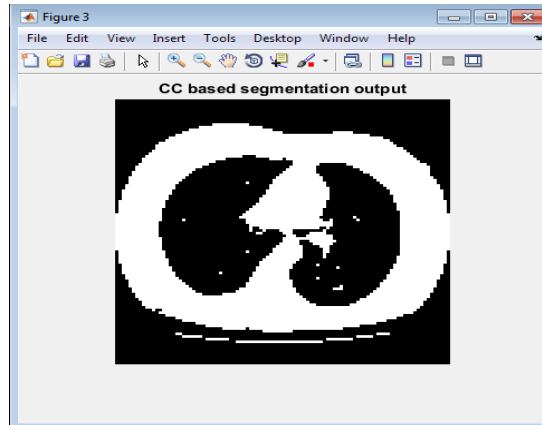 Figure 3
File Edit View Insert Tools Desktop Window Help
CC based segmentation output